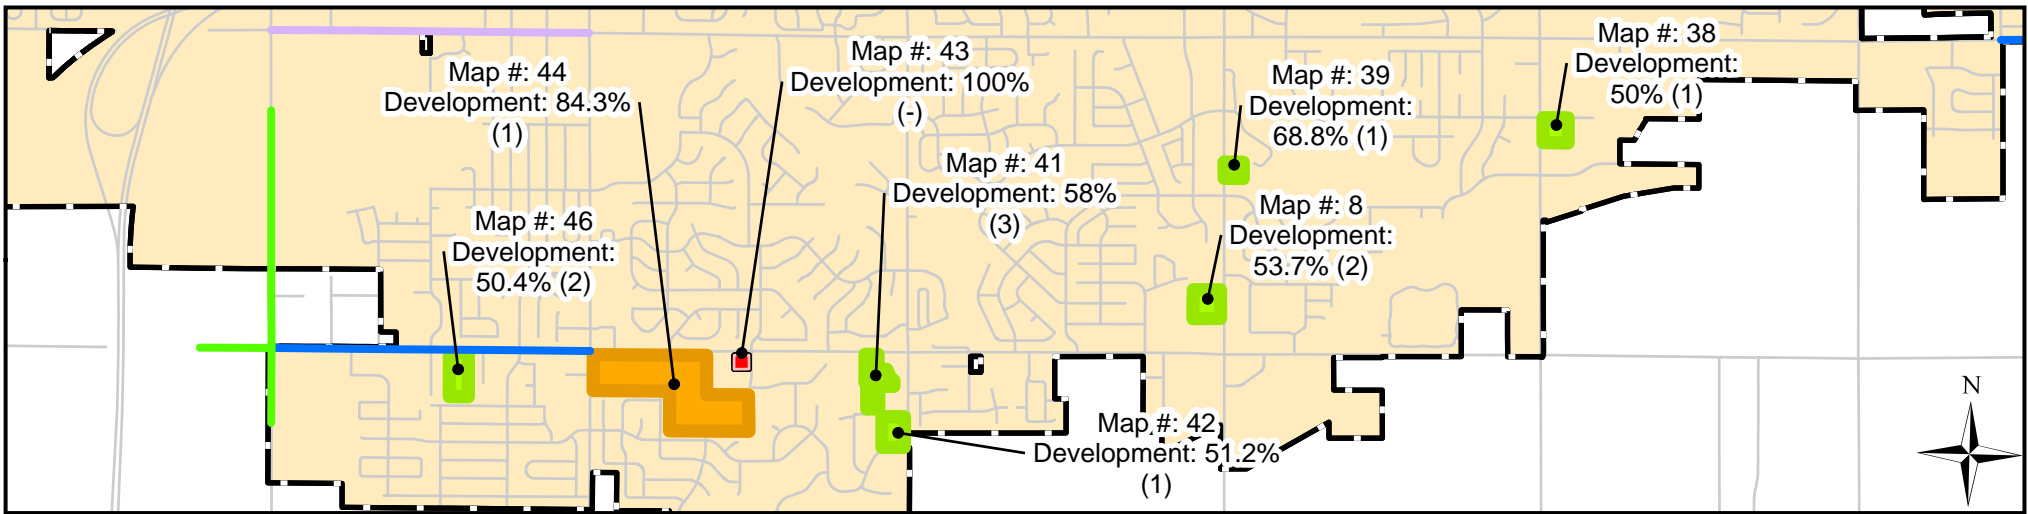 Map #: 44
Development: 84.3%
(1)
Map #: 43
Development: 100%
(-)
Map #: 39
Development:
68.8% (1)
Map #: 38
Development:
50% (1)
Map #: 46
Development:
50.4% (2)
Map #: 41
Development: 58%
(3)
Map #: 8
Development:
53.7% (2)
Map #: 42
Development: 51.2%
(1)
N